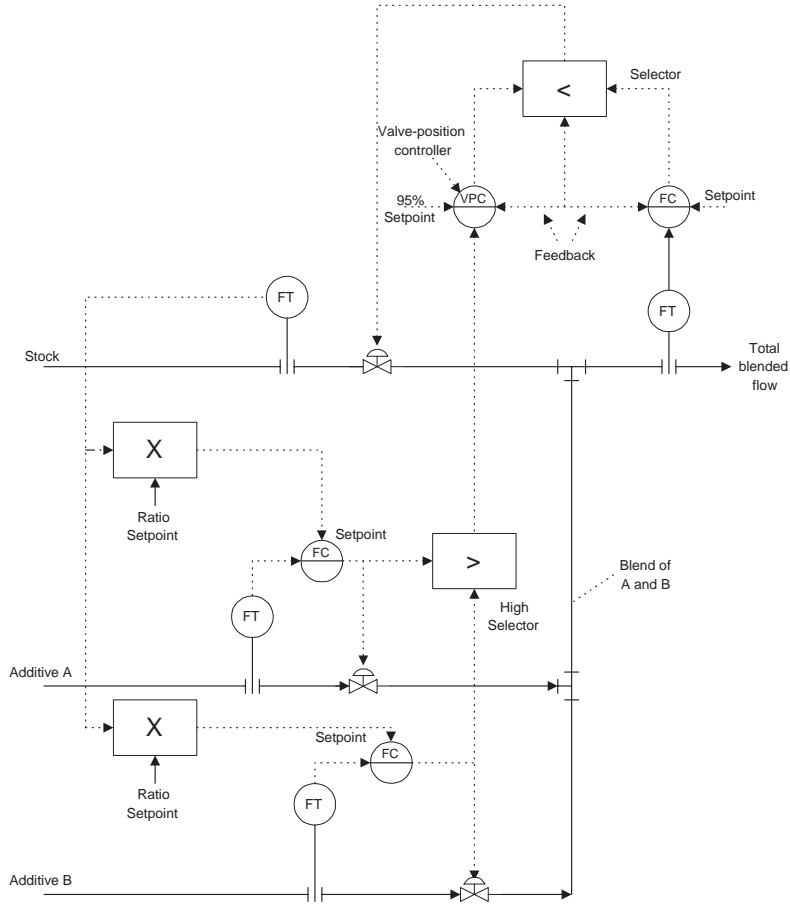 <
Selector
Valve-position
controller
95%
Setpoint
VPC
FC
Setpoint
Feedback
FT
FT
Stock
Total
blended
flow
X
Ratio
Setpoint
Setpoint
FC
>
High
Selector
Blend of
A and B
FT
Additive A
X
Setpoint
FC
Ratio
Setpoint
FT
Additive B